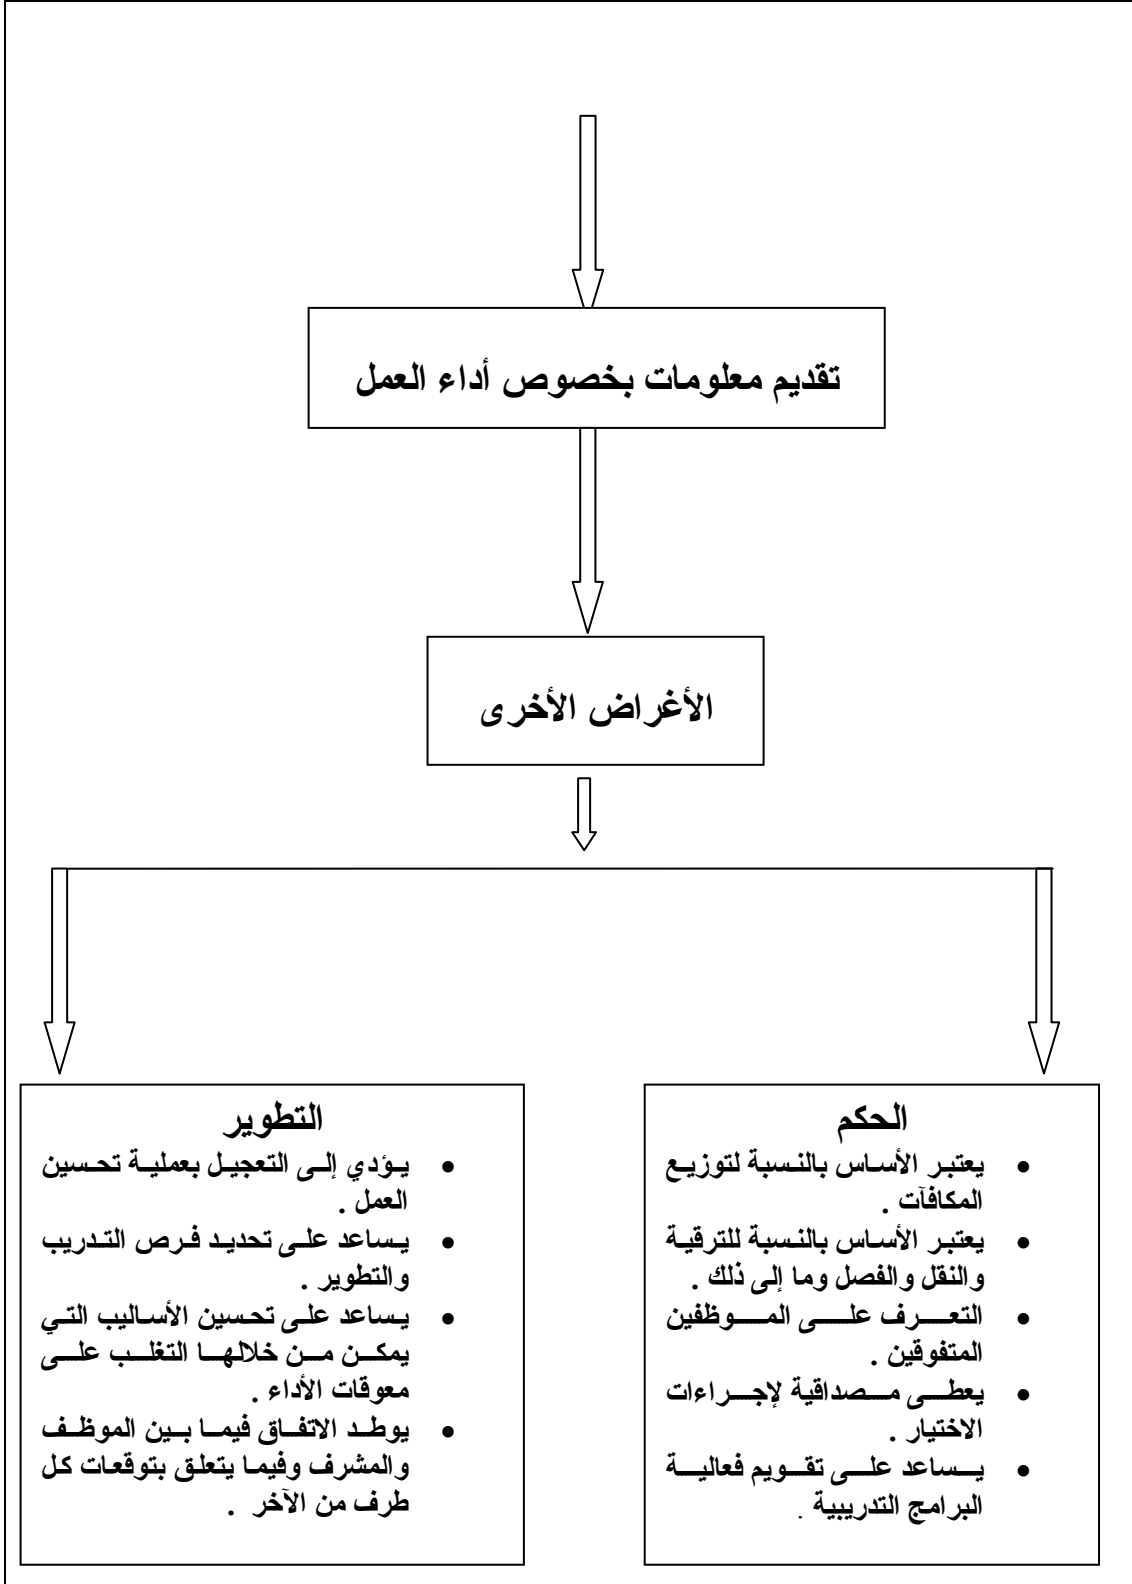 تقديم معلومات بخصوص أداء العمل
الأغراض الأخرى
الحكم
• يعتبر الأساس بالنسبة لتوزيع
المكافآت .
• يعتبر الأساس بالنسبة للترقية
والنقل والفصل وما إلى ذلك .
• التعرف على الموظفين
المتفوقين .
• يعطى مصداقية لإجراءات
الاختيار .
• يساعد على تقويم فعالية
البرامج التدريبية .
التطوير
• يؤدي إلى التعجيل بعملية تحسين
العمل .
• يساعد على تحديد فرص التدريب
والتطوير .
• يساعد على تحسين الأساليب التي
يمكن من خلالها التغلب على
معوقات الأداء .
• يوطد الاتفاق فيما بين الموظف
والمشرف وفيما يتعلق بتوقعات كل
طرف من الآخر .